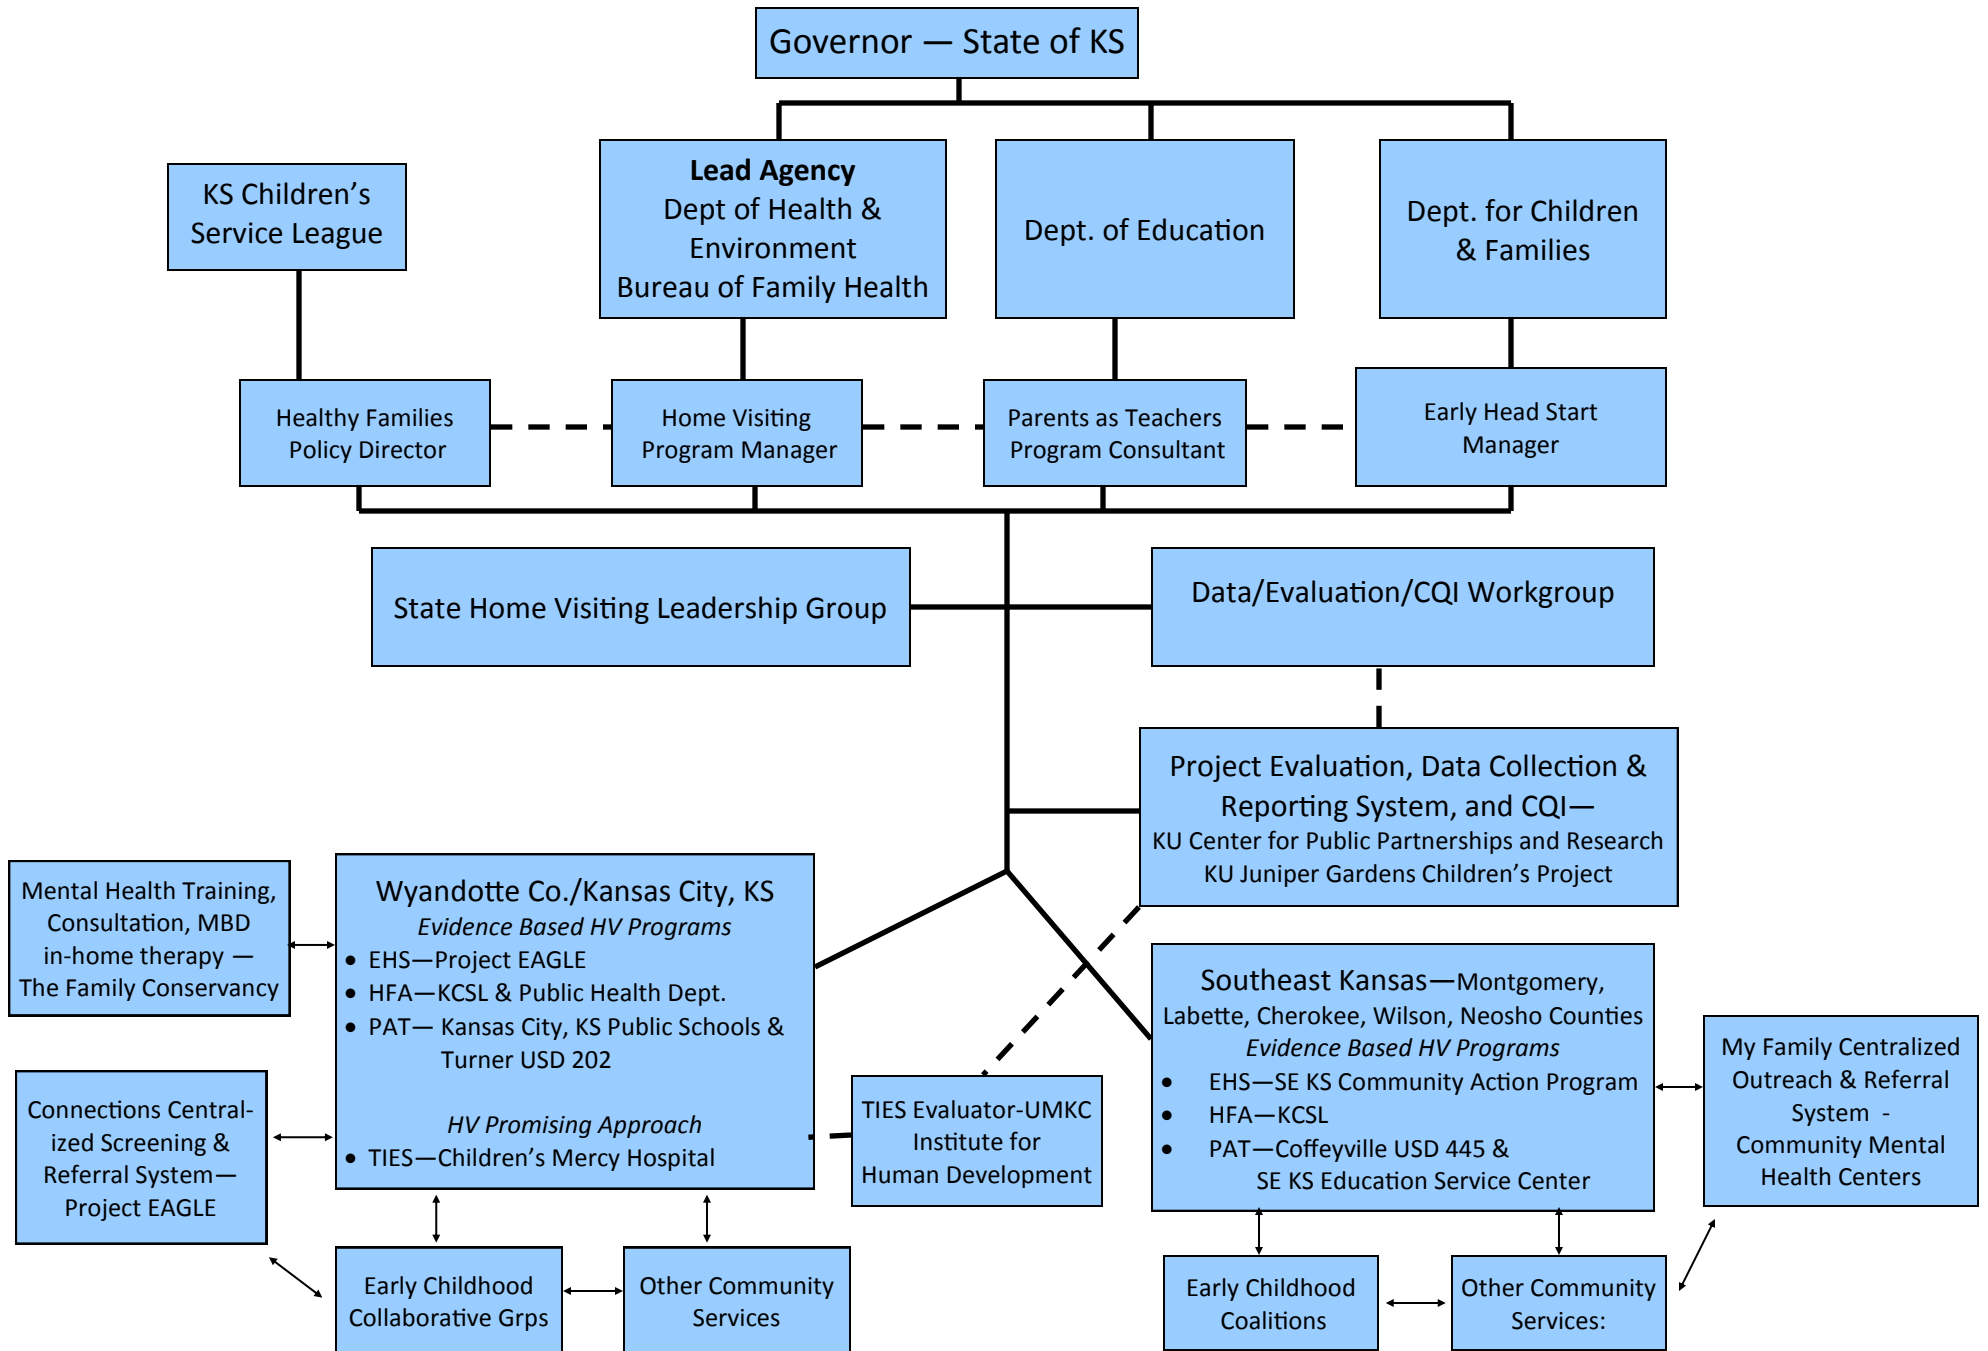 Governor — State of KS
KS Children’s
Service League
Lead Agency
Dept of Health &
Environment
Bureau of Family Health
Dept. of Education
Dept. for Children
& Families
Healthy Families
Policy Director
Home Visiting
Program Manager
Parents as Teachers
Program Consultant
Early Head Start
Manager
State Home Visiting Leadership Group
Data/Evaluation/CQI Workgroup
Project Evaluation, Data Collection &
Reporting System, and CQI—
KU Center for Public Partnerships and Research
KU Juniper Gardens Children’s Project
Mental Health Training,
Consultation, MBD
in-home therapy —
The Family Conservancy
Wyandotte Co./Kansas City, KS
Evidence Based HV Programs
• EHS—Project EAGLE
• HFA—KCSL & Public Health Dept.
• PAT— Kansas City, KS Public Schools &
Turner USD 202
HV Promising Approach
• TIES—Children’s Mercy Hospital
Connections Central-
ized Screening &
Referral System—
Project EAGLE
TIES Evaluator-UMKC
Institute for
Human Development
Southeast Kansas—Montgomery,
Labette, Cherokee, Wilson, Neosho Counties
Evidence Based HV Programs
• EHS—SE KS Community Action Program
• HFA—KCSL
• PAT—Coffeyville USD 445 &
SE KS Education Service Center
My Family Centralized
Outreach & Referral
System -
Community Mental
Health Centers
Early Childhood
Collaborative Grps
Other Community
Services
Early Childhood
Coalitions
Other Community
Services: